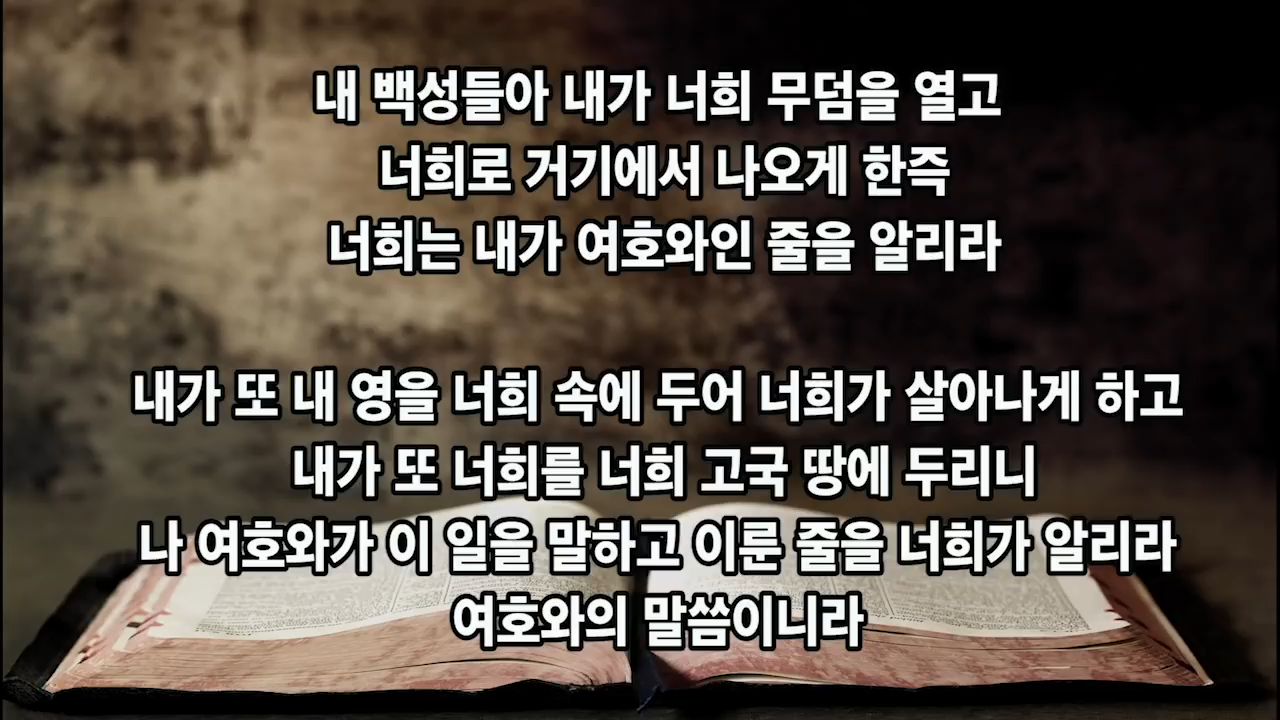 내 백성들아 내가 너희 무덤을 열고
너희로 거기에서 나오게 한즉
너희는 내가 여호와인 줄을 알리라
내가 또 내 영을 너희 속에 두어 너희가 살아나게 하고
내가 또 너희를 너희 고국 땅에 두리니
나 여호와가 이 일을 말하고 이룬 줄을 너희가 알리라
여호와의 말씀이니라